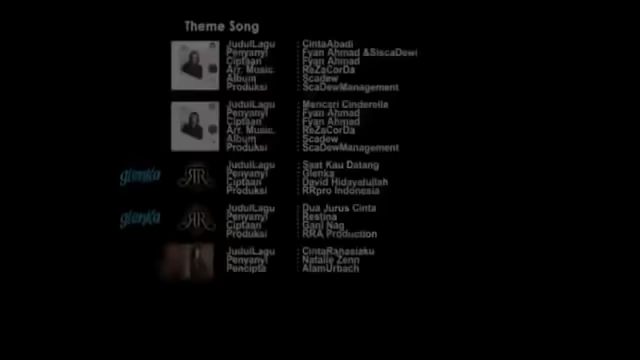 Theme Song
JudulLagu : CintaAbadi
Penyanyi : Fyan Ahmad &SiscaDewi
Ciptaan : Fyan Ahmad
Arr. Music. : ReZaCorDa
Album : Scadew
Produksi : ScaDewManagement
JudulLagu : Mencari Cinderella
Penyanyi : Fyan Ahmad
Ciptaan : Fyan Ahmad
Arr. Music. : ReZaCorDa
Album : Scadew
Produksi : ScaDewManagement
glenka
RR
JudulLagu : Saat Kau Datang
Penyanyi : Glenka
Ciptaan : David Hidayatullah
Produksi : RRpro Indonesia
glenka
RR
JudulLagu : Dua Jurus Cinta
Penyanyi : Restina
Ciptaan : Gani Nag
Produksi : RRA Production
JudulLagu : CintaRahasiaku
Penyanyi : Natalie Zenn
Pencipta : AlamUrbach